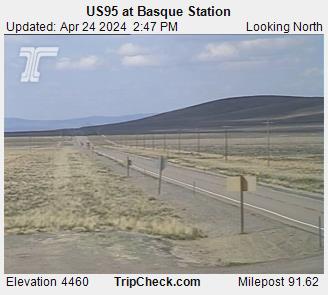 US95 at Basque Station
Updated: Apr 24 2024 2:47 PM Looking North
Elevation 4460 TripCheck.com Milepost 91.62